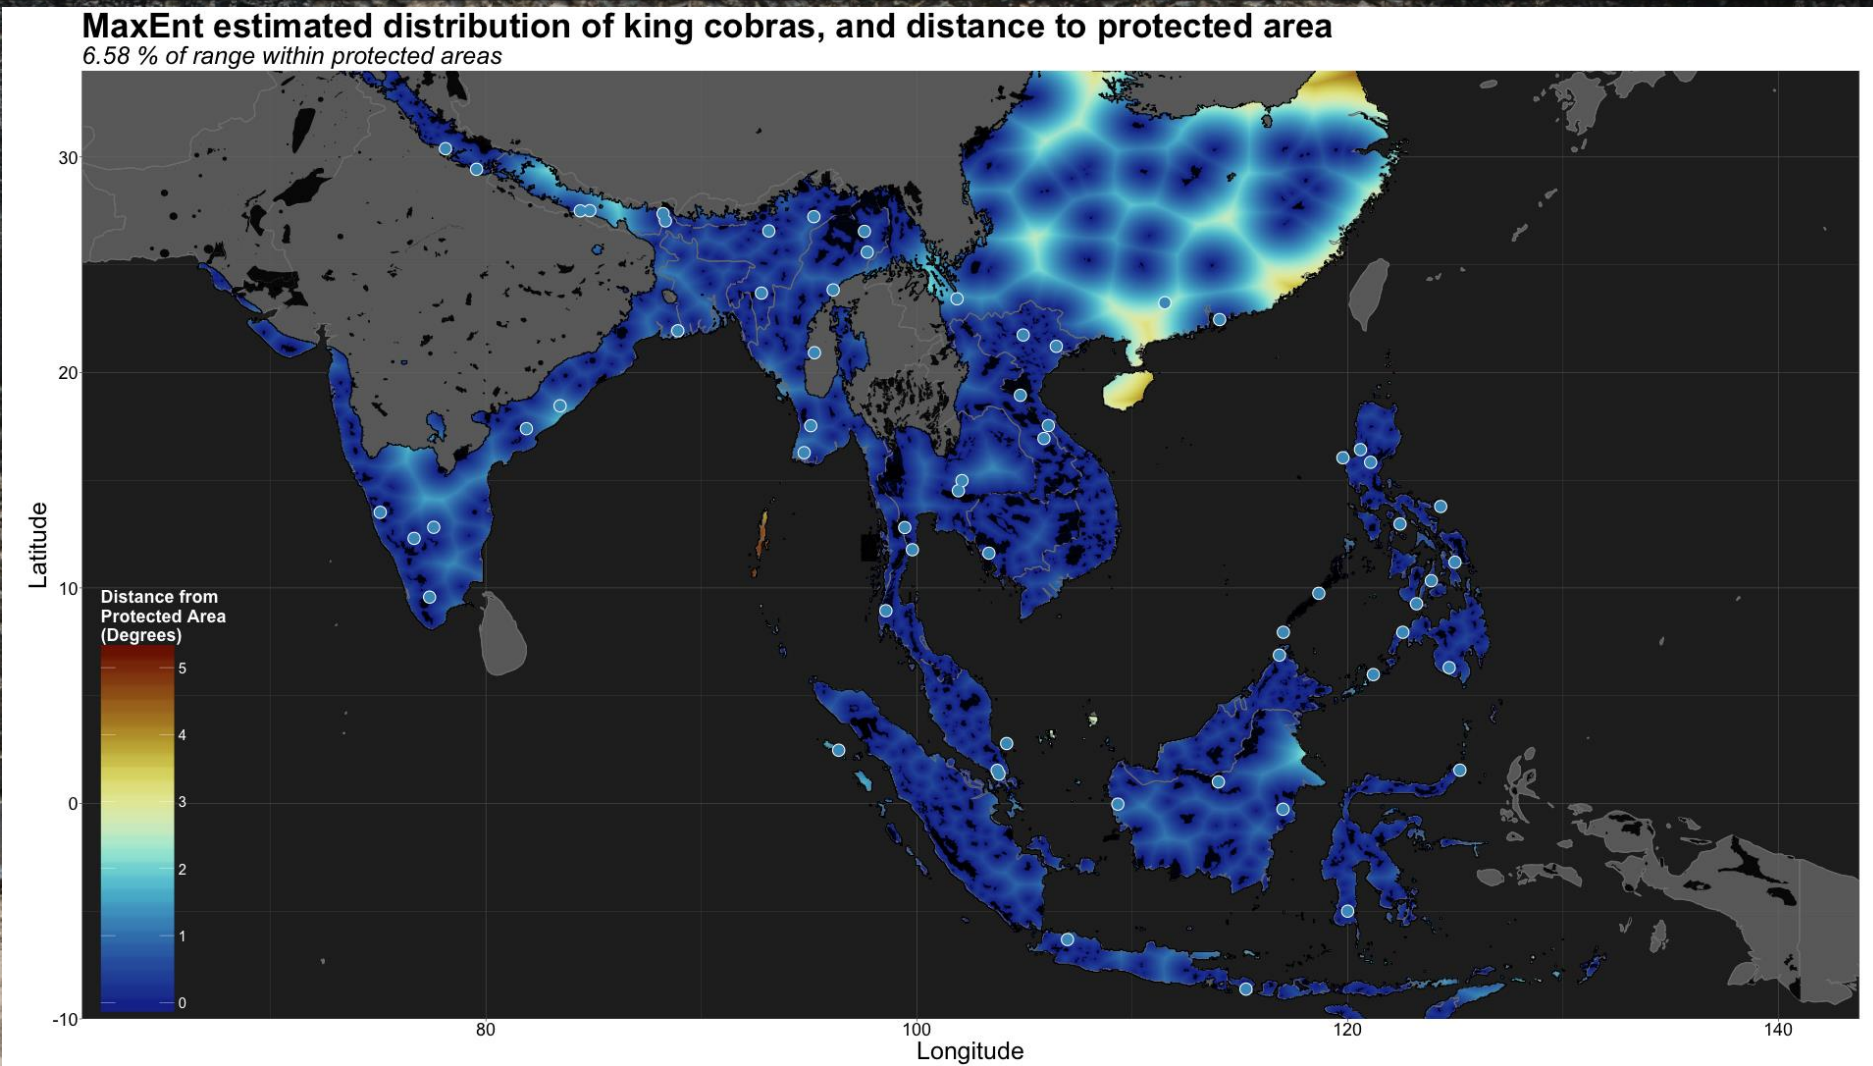 MaxEnt estimated distribution of king cobras, and distance to protected area
6.58 % of range within protected areas
30
20
Latitude
10
Distance from
Protected Area
(Degrees)
5
4
3
0
2
1
0
-10
80
100
120
140
Longitude